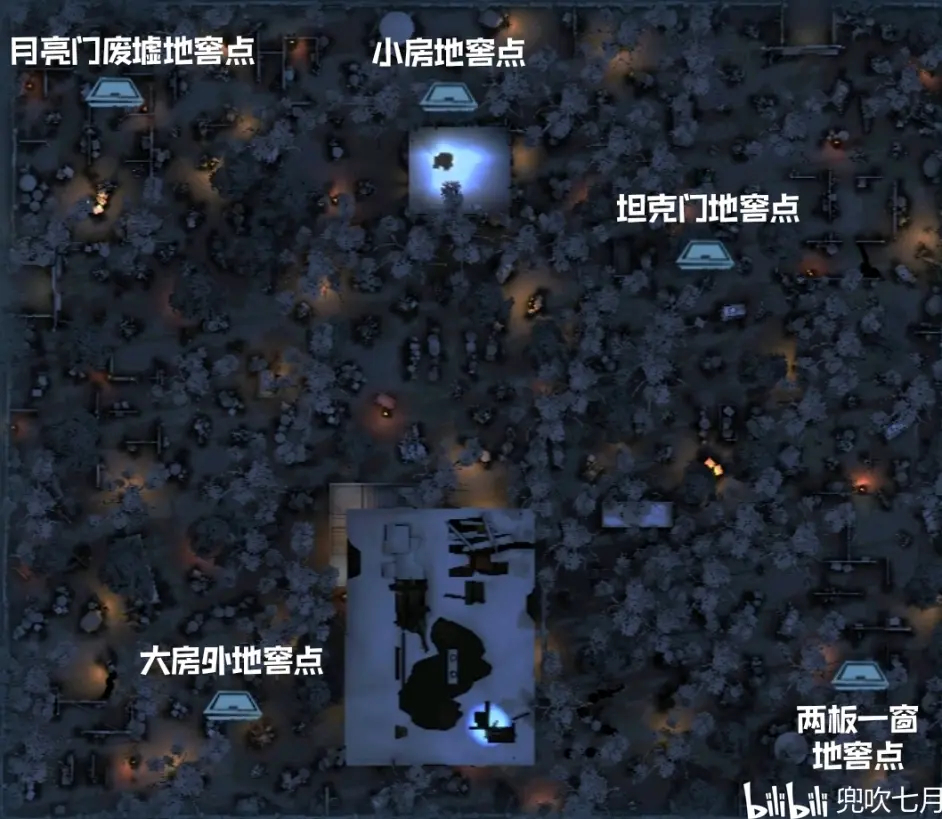 月亮门废墟地窖点
小房地窖点
坦克门地窖点
大房外地窖点
两板一窗
地窖点
bilibili 兜吹七月